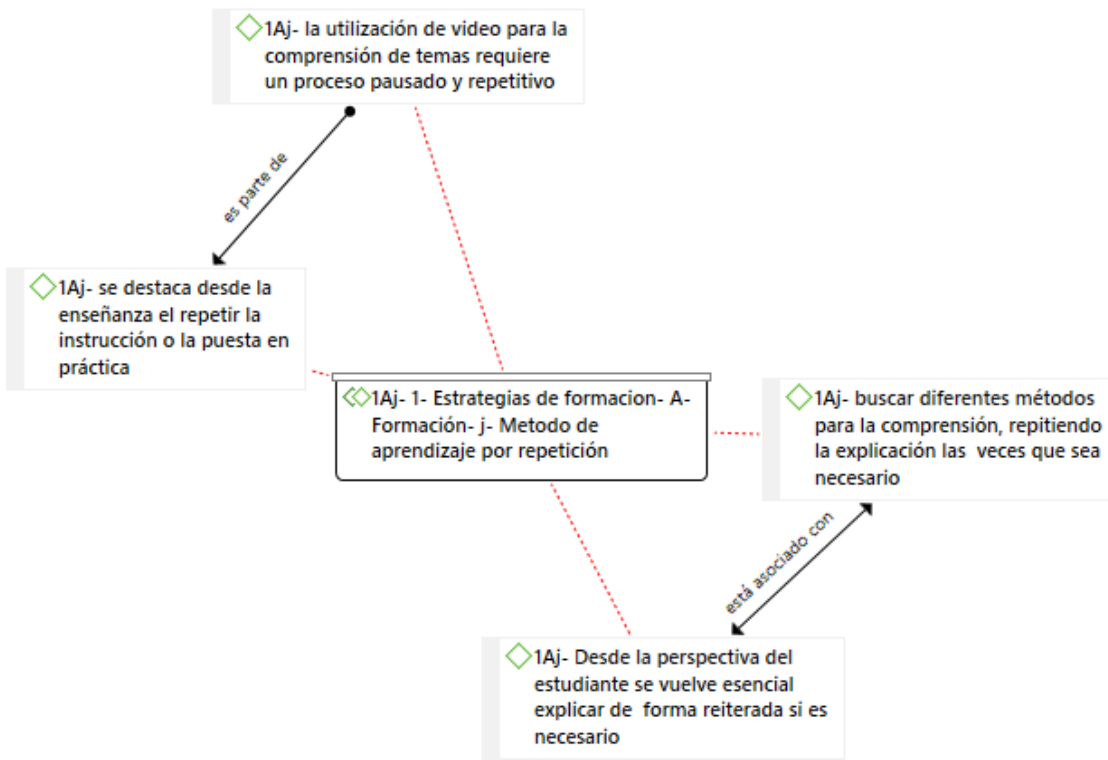 1Aj- la utilización de video para la
comprensión de temas requiere
un proceso pausado y repetitivo
es parte de
1Aj- se destaca desde la
enseñanza el repetir la
instrucción o la puesta en
práctica
1Aj- 1- Estrategias de formacion- A-
Formación- j- Metodo de
aprendizaje por repetición
1Aj- buscar diferentes métodos
para la comprensión, repitiendo
la explicación las  veces que sea
necesario
está asociado con
1Aj- Desde la perspectiva del
estudiante se vuelve esencial
explicar de  forma reiterada si es
necesario